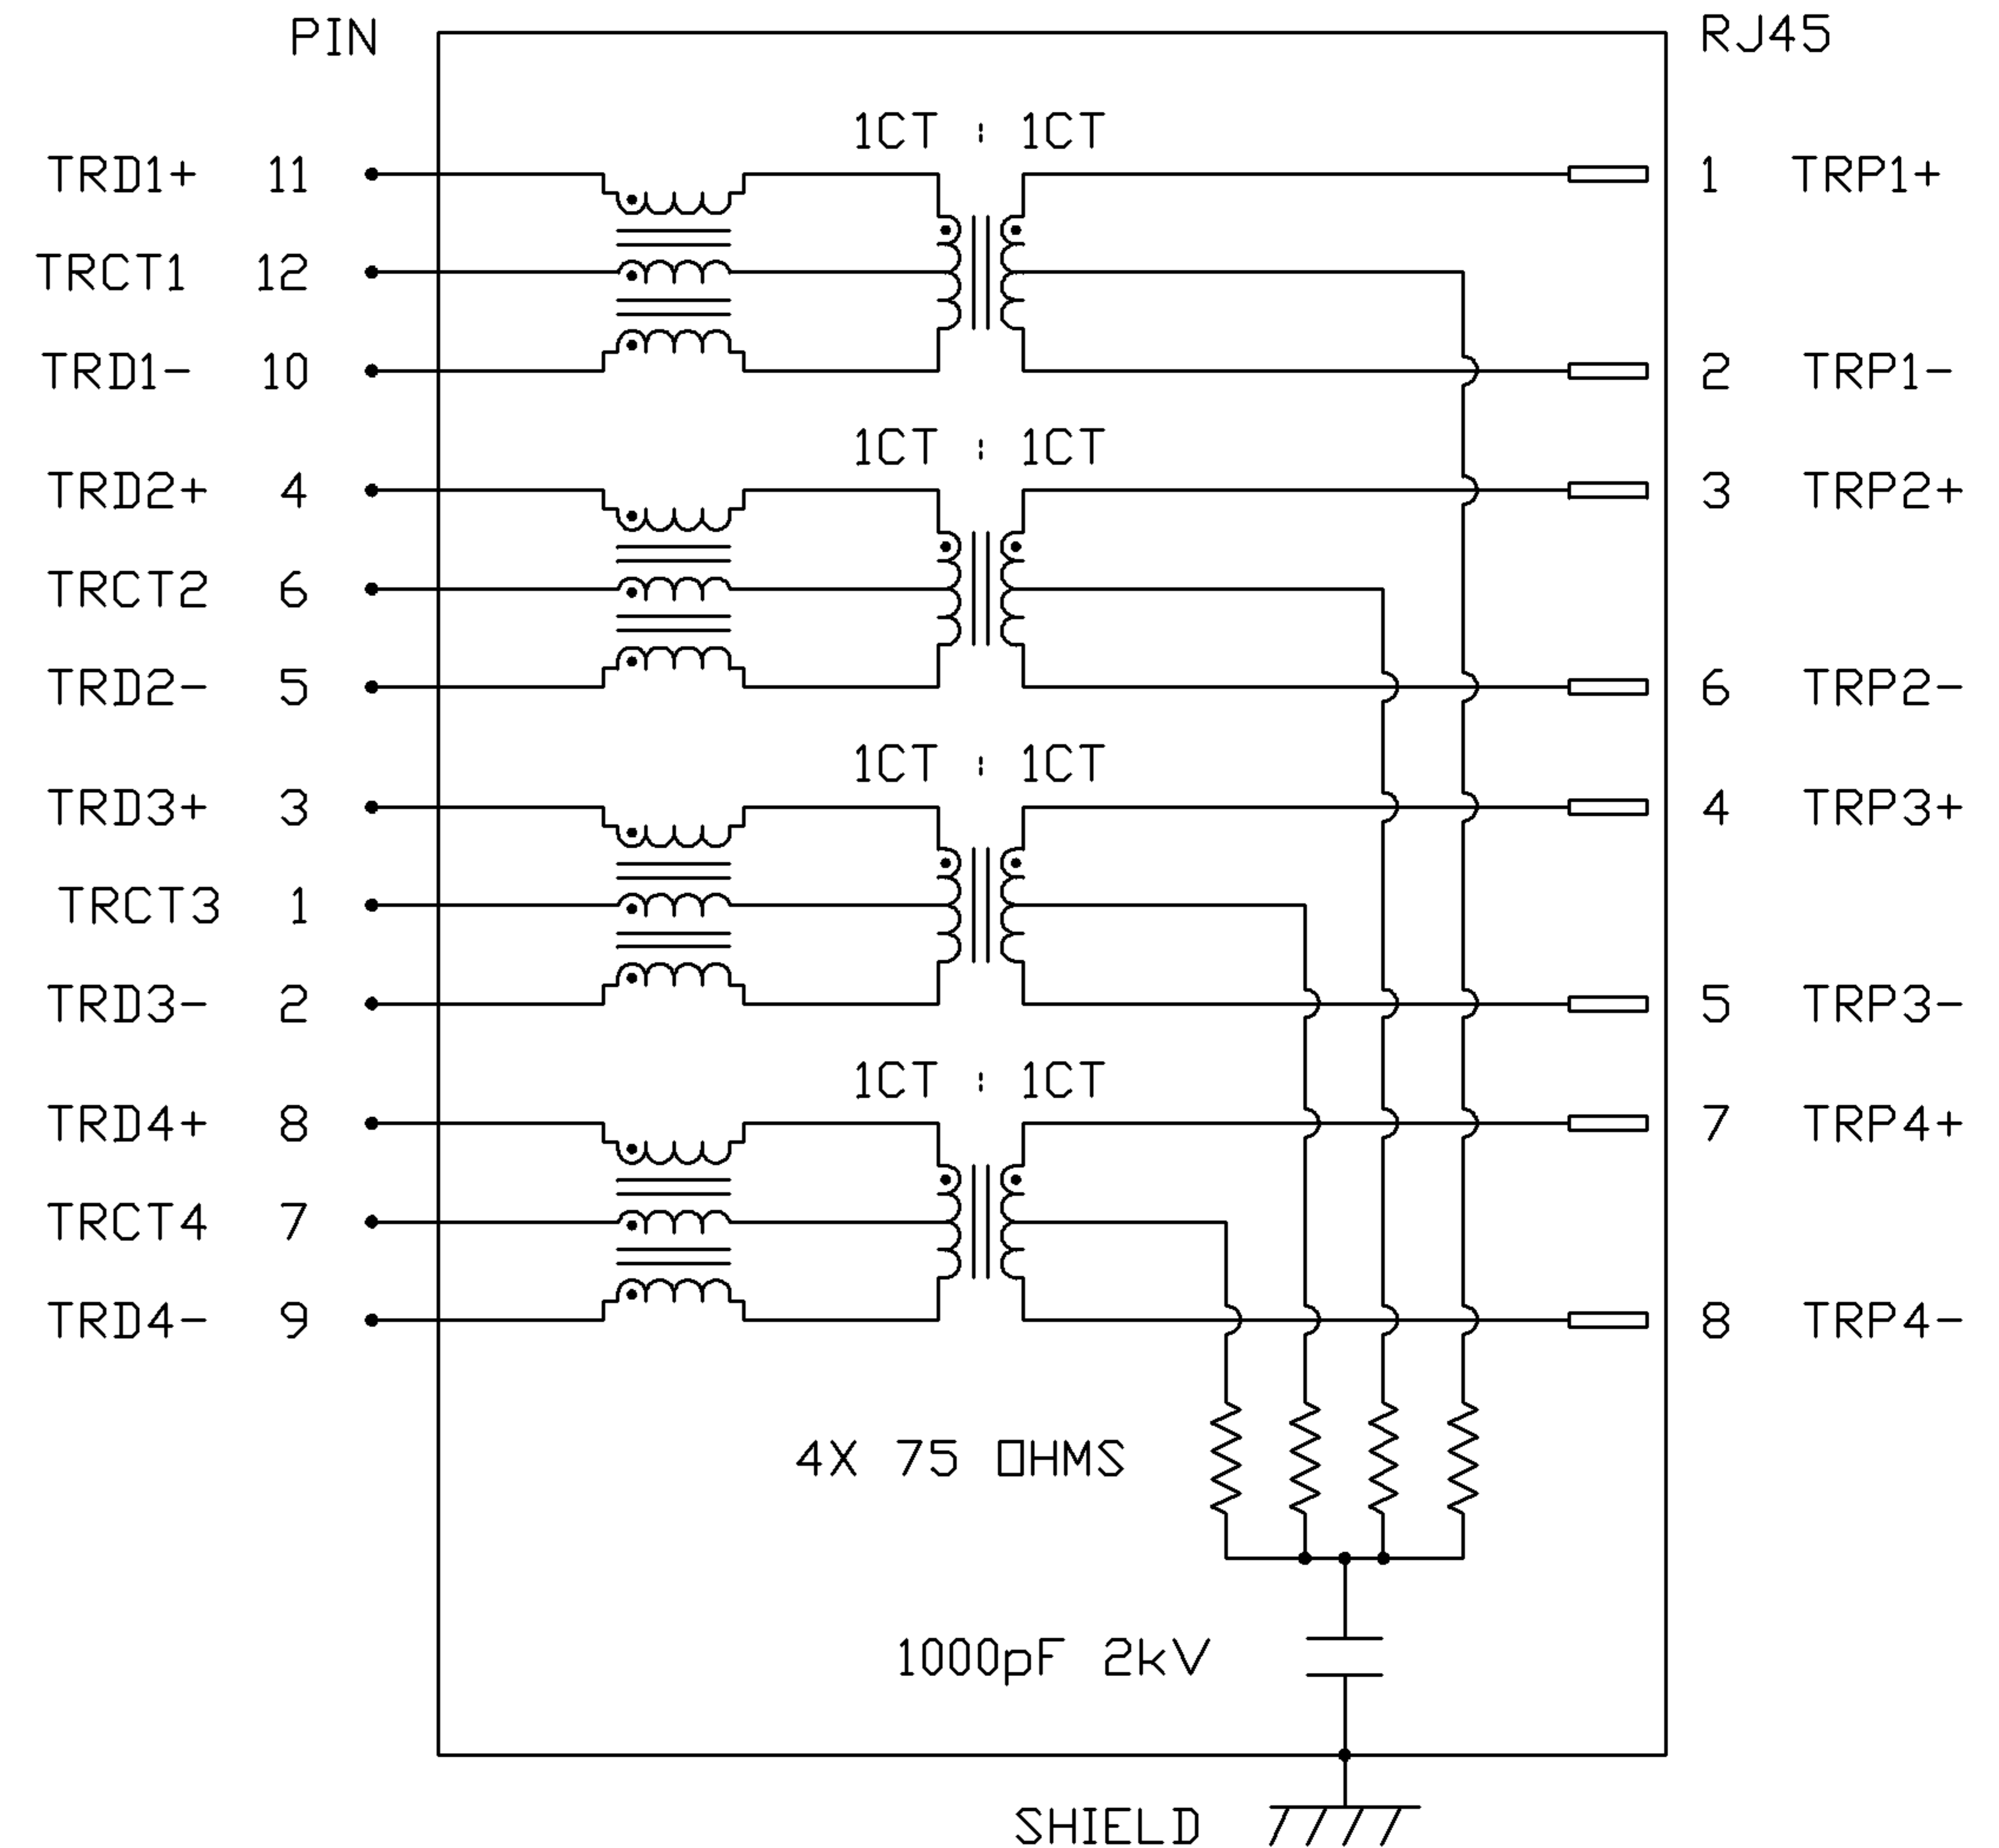 PIN RJ45
1CT : 1CT
TRD1+ 11 1 TRP1+
TRCT1 12
TRD1- 10 2 TRP1-
1CT : 1CT
TRD2+ 4 3 TRP2+
TRCT2 6
TRD2- 5 6 TRP2-
1CT : 1CT
TRD3+ 3 4 TRP3+
TRCT3 1
TRD3- 2 5 TRP3-
1CT : 1CT
TRD4+ 8 7 TRP4+
TRCT4 7
TRD4- 9 8 TRP4-
4X 75 OHMS
1000pF 2kV
SHIELD